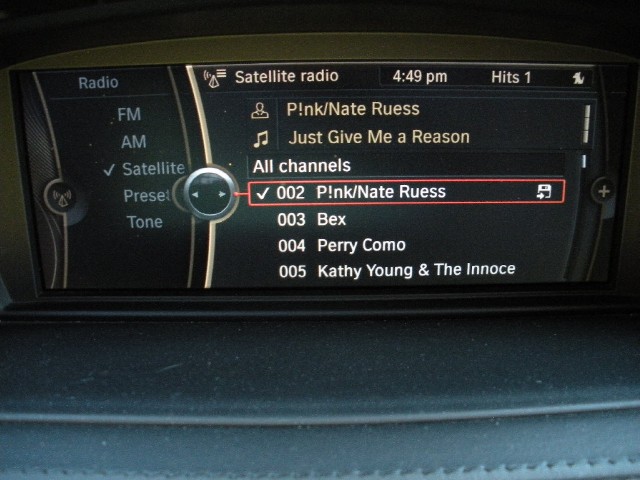 Radio
Satellite radio 4:49 pm Hits 1
FM
AM
Satellite
Preset
Tone
P!nk/Nate Ruess
Just Give Me a Reason
All channels
002 P!nk/Nate Ruess
003 Bex
004 Perry Como
005 Kathy Young & The Innoce